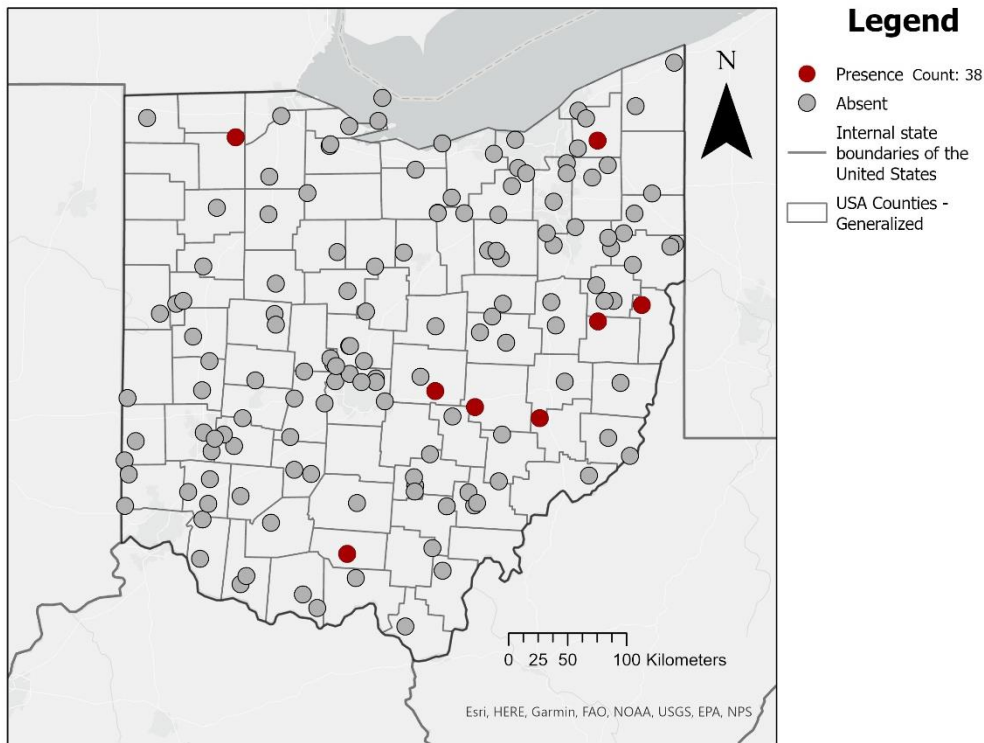 Legend
Presence Count: 38
Absent
Internal state
boundaries of the
United States
USA Counties -
Generalized
N
0 25 50 100 Kilometers
Esri, HERE, Garmin, FAO, NOAA, USGS, EPA, NPS